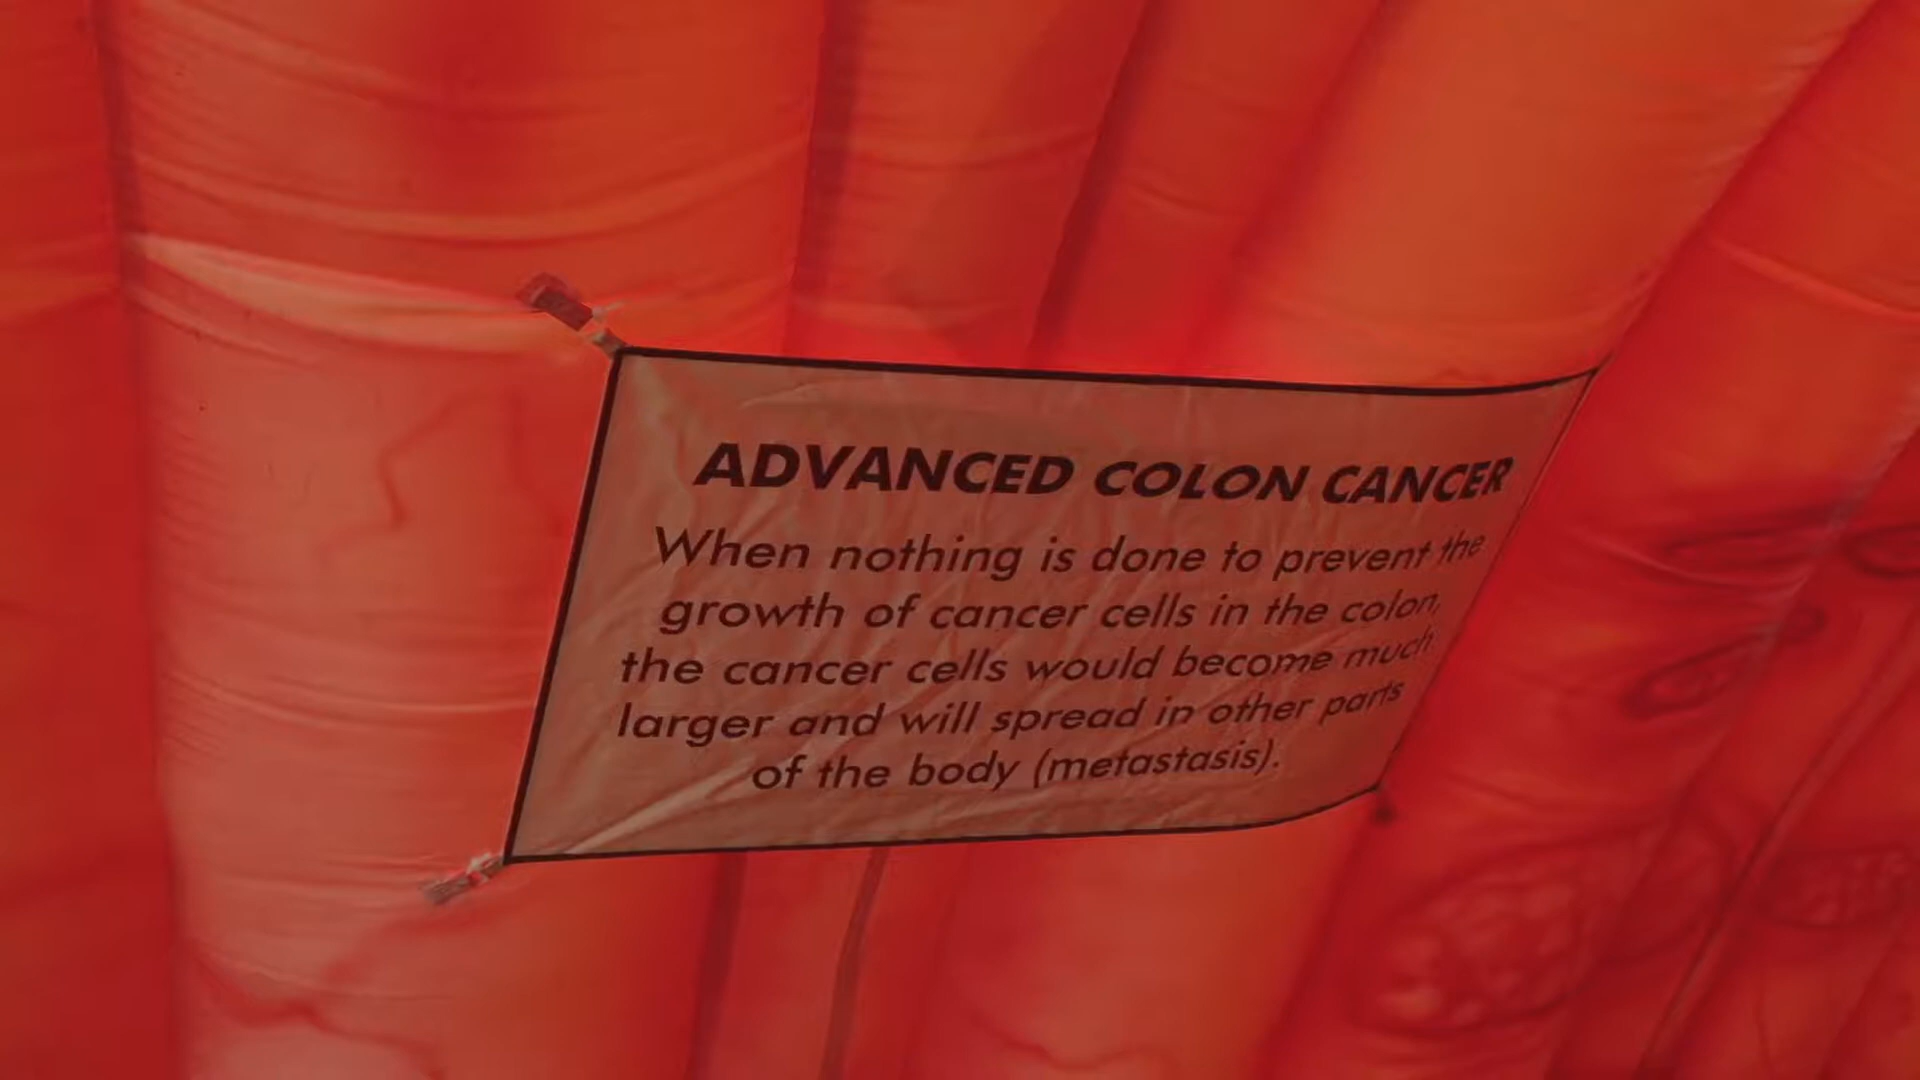 ADVANCED COLON CANCER
When nothing is done to prevent the
growth of cancer cells in the colon,
the cancer cells would become much
larger and will spread in other parts
of the body (metastasis).